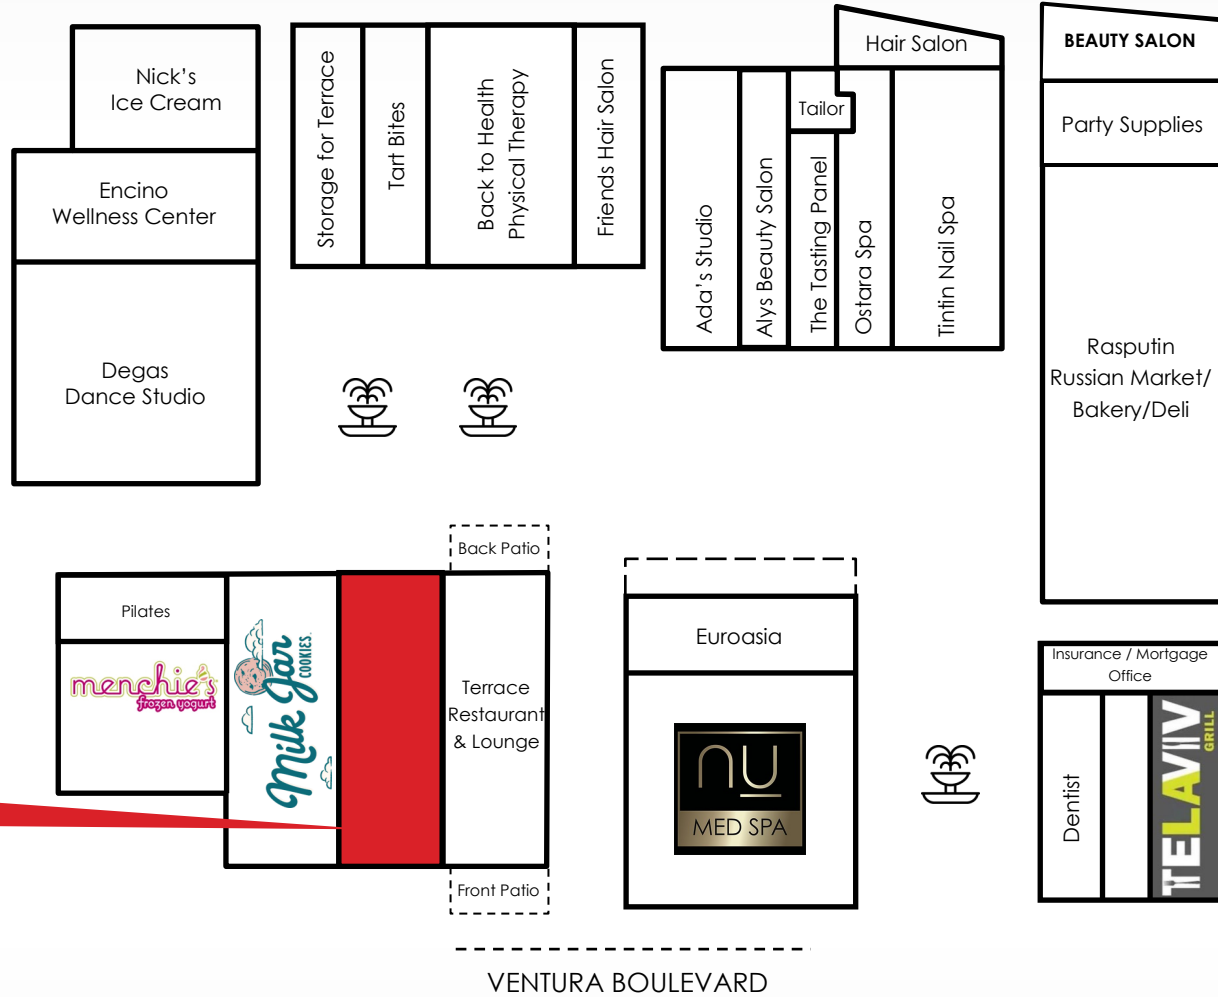 Nick's
Ice Cream
Encino
Wellness Center
Degas
Dance Studio
Storage for Terrace
Tart Bites
Back to Health
Physical Therapy
Friends Hair Salon
Hair Salon
Tailor
Ada's Studio
Alys Beauty Salon
The Tasting Panel
Ostara Spa
Tintin Nail Spa
BEAUTY SALON
Party Supplies
Rasputin
Russian Market/
Bakery/Deli
Back Patio
Pilates
menchie's
frozen yogurt
Milk Jar
COOKIES
Terrace
Restaurant
& Lounge
Front Patio
Euroasia
nu
MED SPA
Insurance / Mortgage
Office
Dentist
TELAVIV
GRILL
VENTURA BOULEVARD